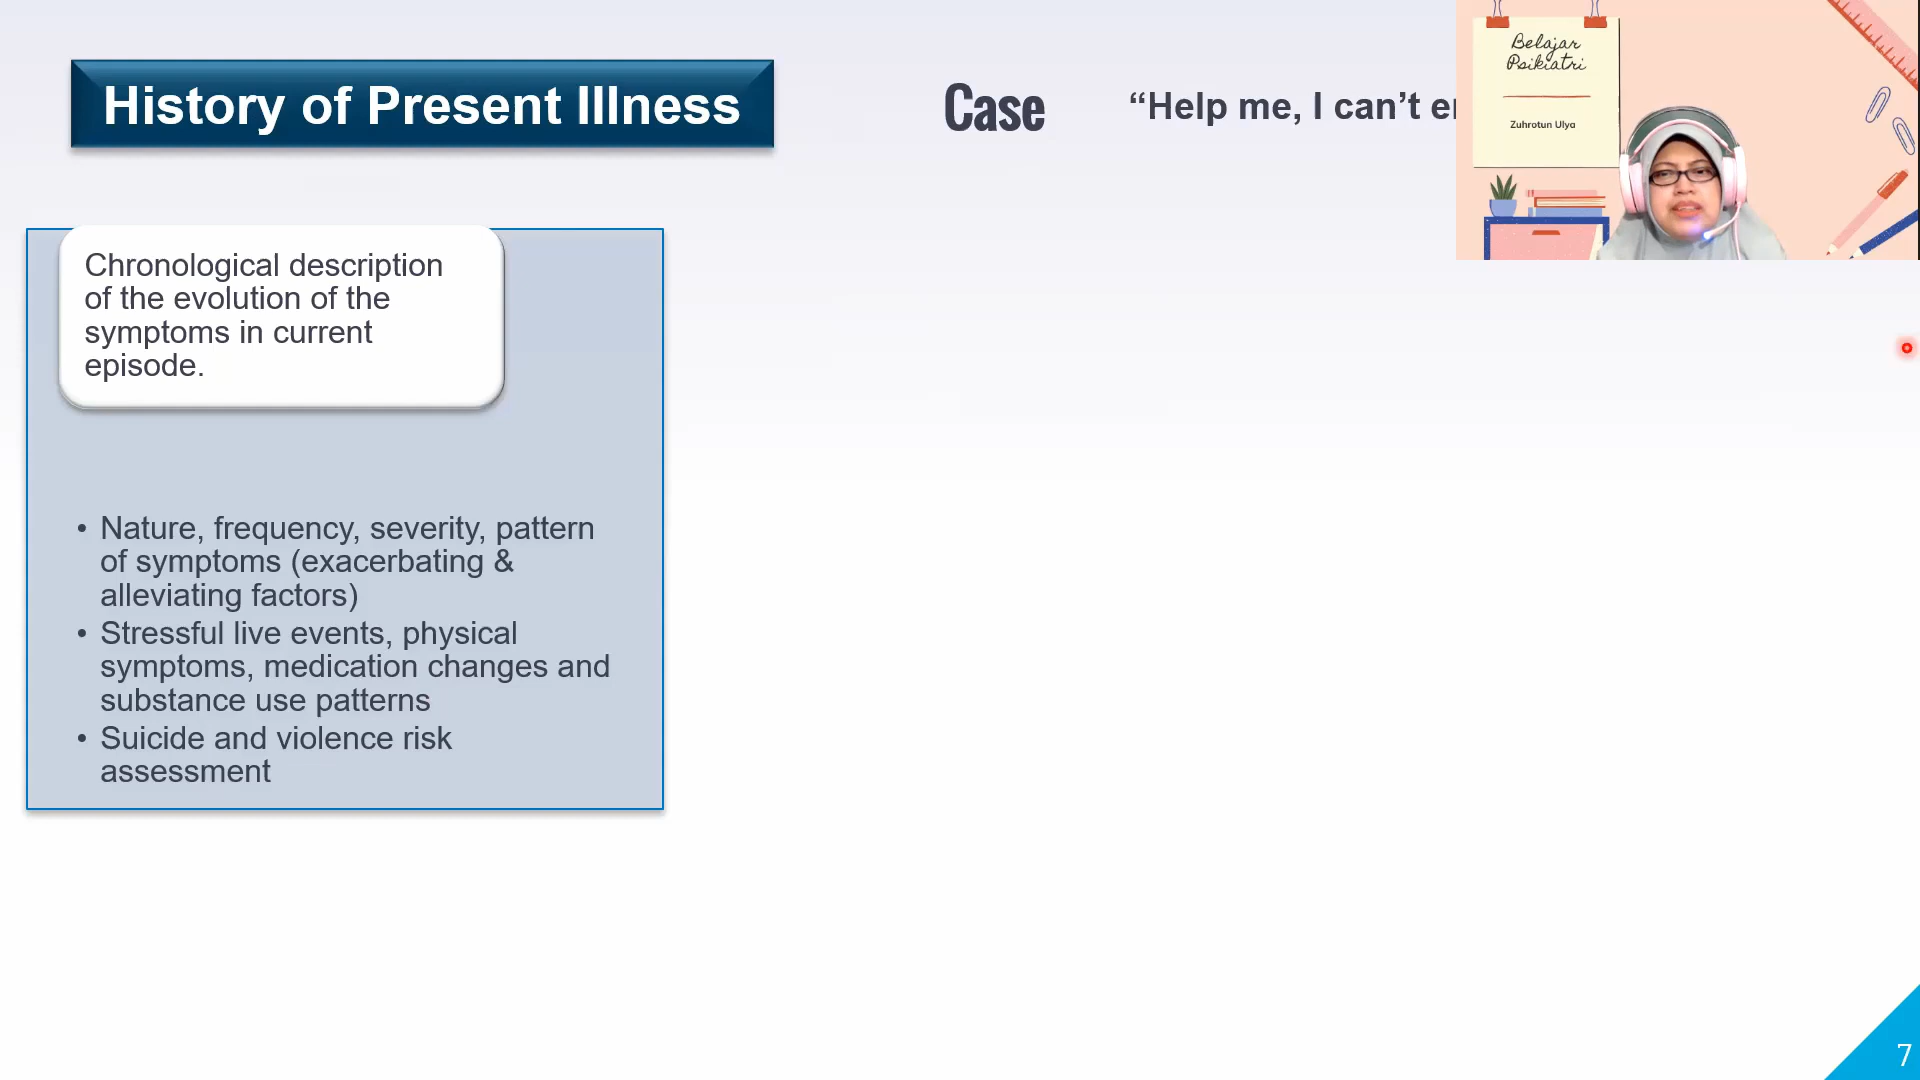 History of Present Illness
Case
“Help me, I can’t
Belajar
Psikiatri
Zuhrotun Ulya
Chronological description
of the evolution of the
symptoms in current
episode.
• Nature, frequency, severity, pattern
of symptoms (exacerbating &
alleviating factors)
• Stressful live events, physical
symptoms, medication changes and
substance use patterns
• Suicide and violence risk
assessment
7